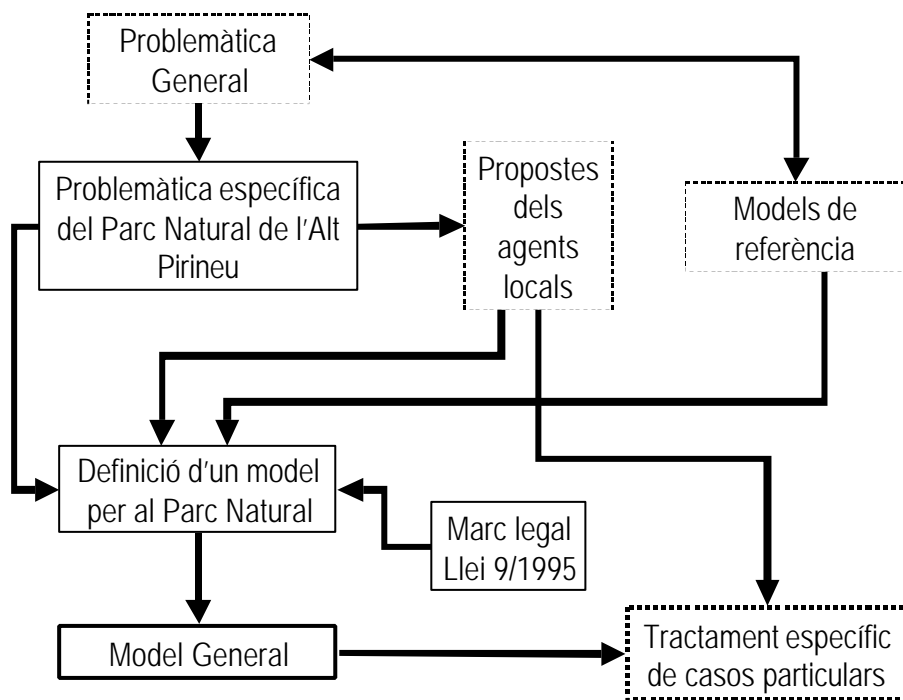 Problemàtica
General
Problemàtica específica
del Parc Natural de l’Alt
Pirineu
Propostes
dels
agents
locals
Models de
referència
Definició d’un model
per al Parc Natural
Marc legal
Llei 9/1995
Model General
Tractament específic
de casos particulars